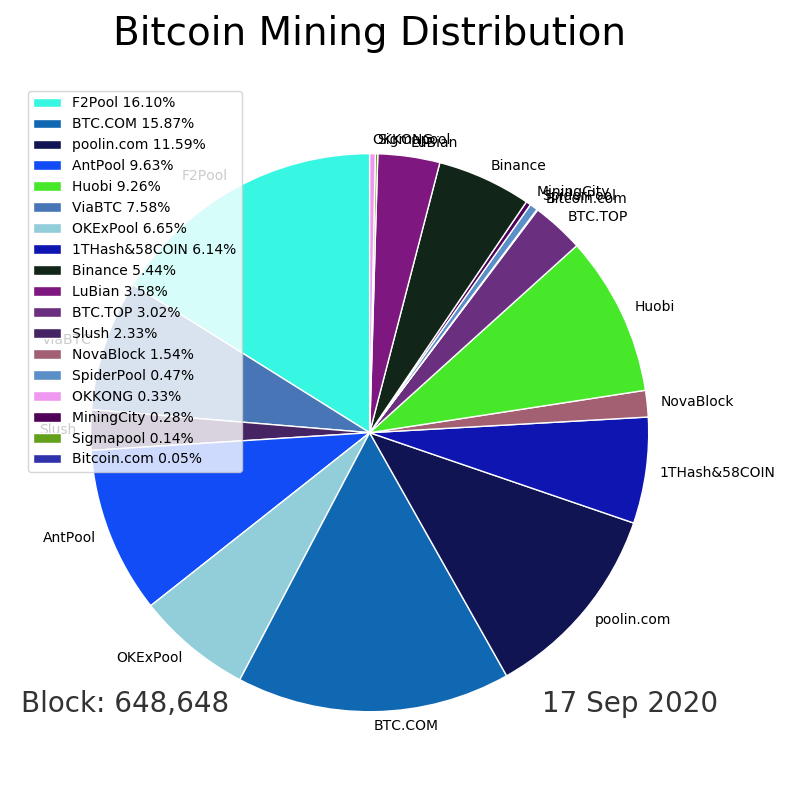 Bitcoin Mining Distribution
F2Pool 16.10%
BTC.COM 15.87%
poolin.com 11.59%
AntPool 9.63%
Huobi 9.26%
ViaBTC 7.58%
OKExPool 6.65%
1THash&58COIN 6.14%
Binance 5.44%
LuBian 3.58%
BTC.TOP 3.02%
Slush 2.33%
NovaBlock 1.54%
SpiderPool 0.47%
OKKONG 0.33%
MiningCity 0.28%
Sigmapool 0.14%
Bitcoin.com 0.05%
OKKONG
Sigmapool
LuBian
Binance
MiningCity
SpiderPool
Bitcoin.com
BTC.TOP
Huobi
NovaBlock
1THash&58COIN
poolin.com
BTC.COM
OKExPool
AntPool
Slush
ViaBTC
F2Pool
Block: 648,648
17 Sep 2020